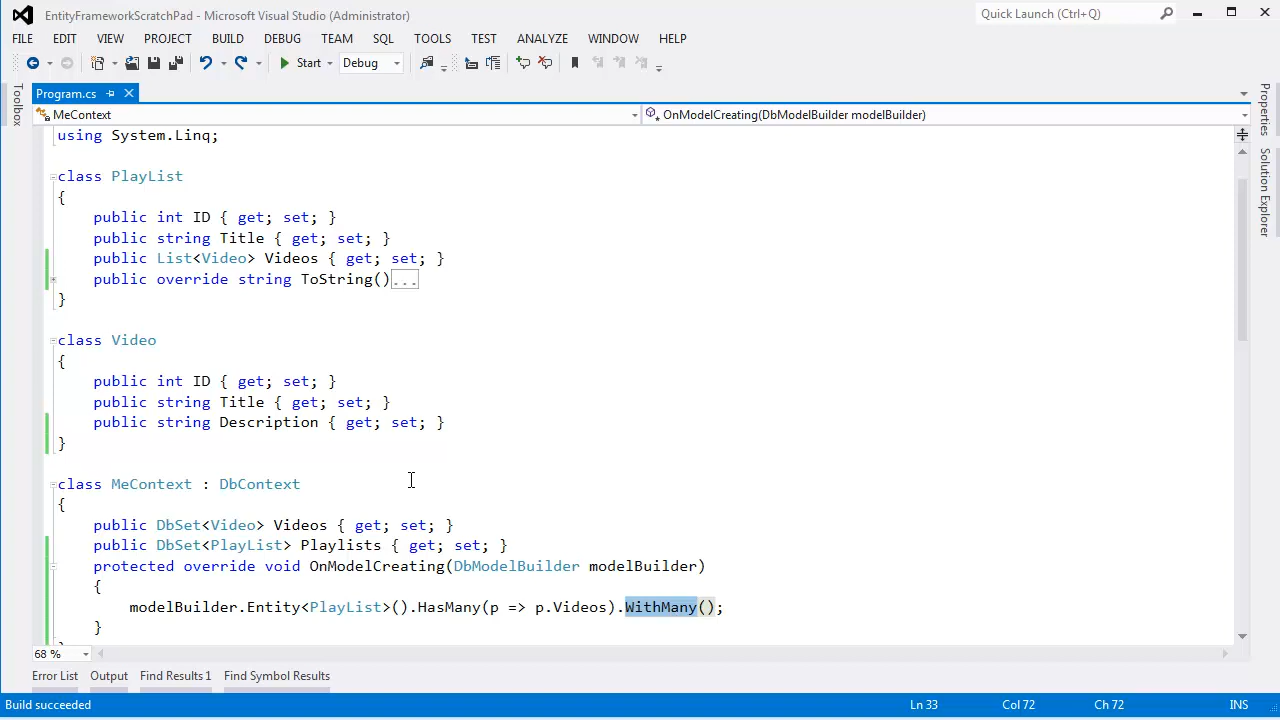 EntityFrameworkScratchPad - Microsoft Visual Studio (Administrator)
Quick Launch (Ctrl+Q)
FILE EDIT VIEW PROJECT BUILD DEBUG TEAM SQL TOOLS TEST ANALYZE WINDOW HELP
Start Debug
Toolbox
Program.cs
MeContext OnModelCreating(DbModelBuilder modelBuilder)
using System.Linq;
class PlayList
{
public int ID { get; set; }
public string Title { get; set; }
public List<Video> Videos { get; set; }
public override string ToString()...
}
class Video
{
public int ID { get; set; }
public string Title { get; set; }
public string Description { get; set; }
}
class MeContext : DbContext
{
public DbSet<Video> Videos { get; set; }
public DbSet<PlayList> Playlists { get; set; }
protected override void OnModelCreating(DbModelBuilder modelBuilder)
{
modelBuilder.Entity<PlayList>().HasMany(p => p.Videos).WithMany();
}
Properties
Solution Explorer
68 %
Error List Output Find Results 1 Find Symbol Results
Build succeeded Ln 33 Col 72 Ch 72 INS